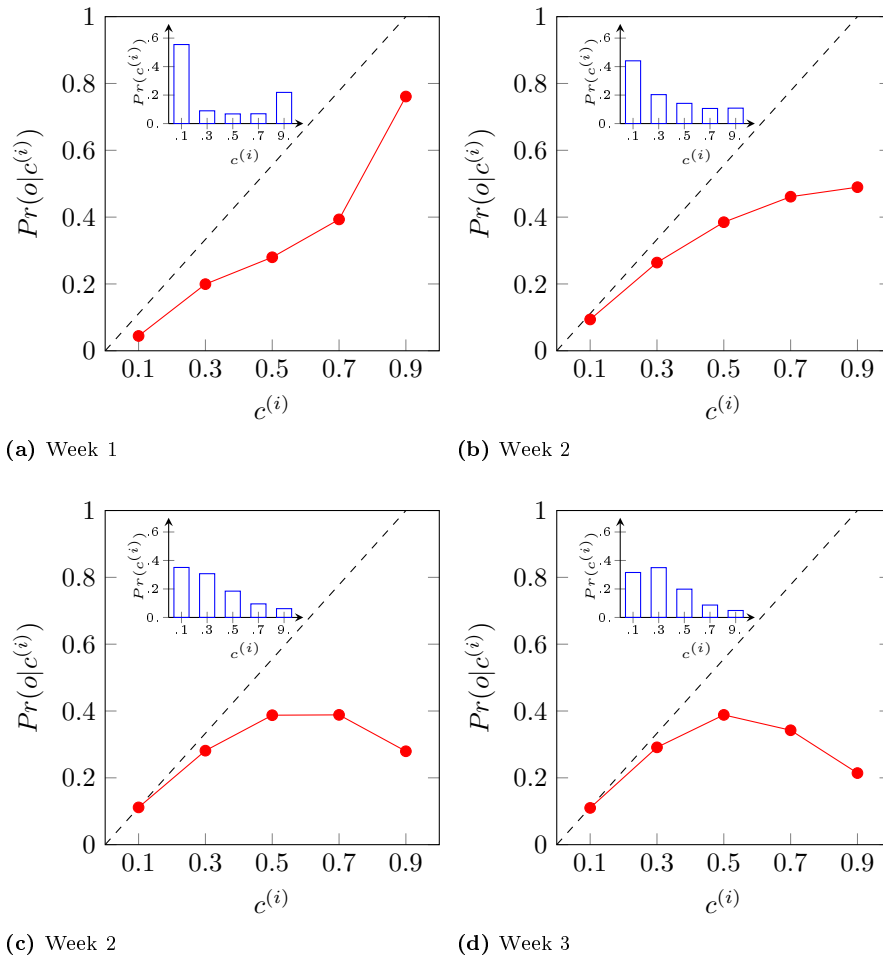 1
0.8
0.6
0.4
0.2
0
0.1 0.3 0.5 0.7 0.9
c^(i)
Pr(o|c^(i))
.6
.4
.2
0.
.1 .3 .5 .7 9.
c^(i)
Pr(c^(i))
(a) Week 1
1
0.8
0.6
0.4
0.2
0
0.1 0.3 0.5 0.7 0.9
c^(i)
Pr(o|c^(i))
.6
.4
.2
0.
.1 .3 .5 .7 9.
c^(i)
Pr(c^(i))
(b) Week 2
1
0.8
0.6
0.4
0.2
0
0.1 0.3 0.5 0.7 0.9
c^(i)
Pr(o|c^(i))
.6
.4
.2
0.
.1 .3 .5 .7 9.
c^(i)
Pr(c^(i))
(c) Week 2
1
0.8
0.6
0.4
0.2
0
0.1 0.3 0.5 0.7 0.9
c^(i)
Pr(o|c^(i))
.6
.4
.2
0.
.1 .3 .5 .7 9.
c^(i)
Pr(c^(i))
(d) Week 3